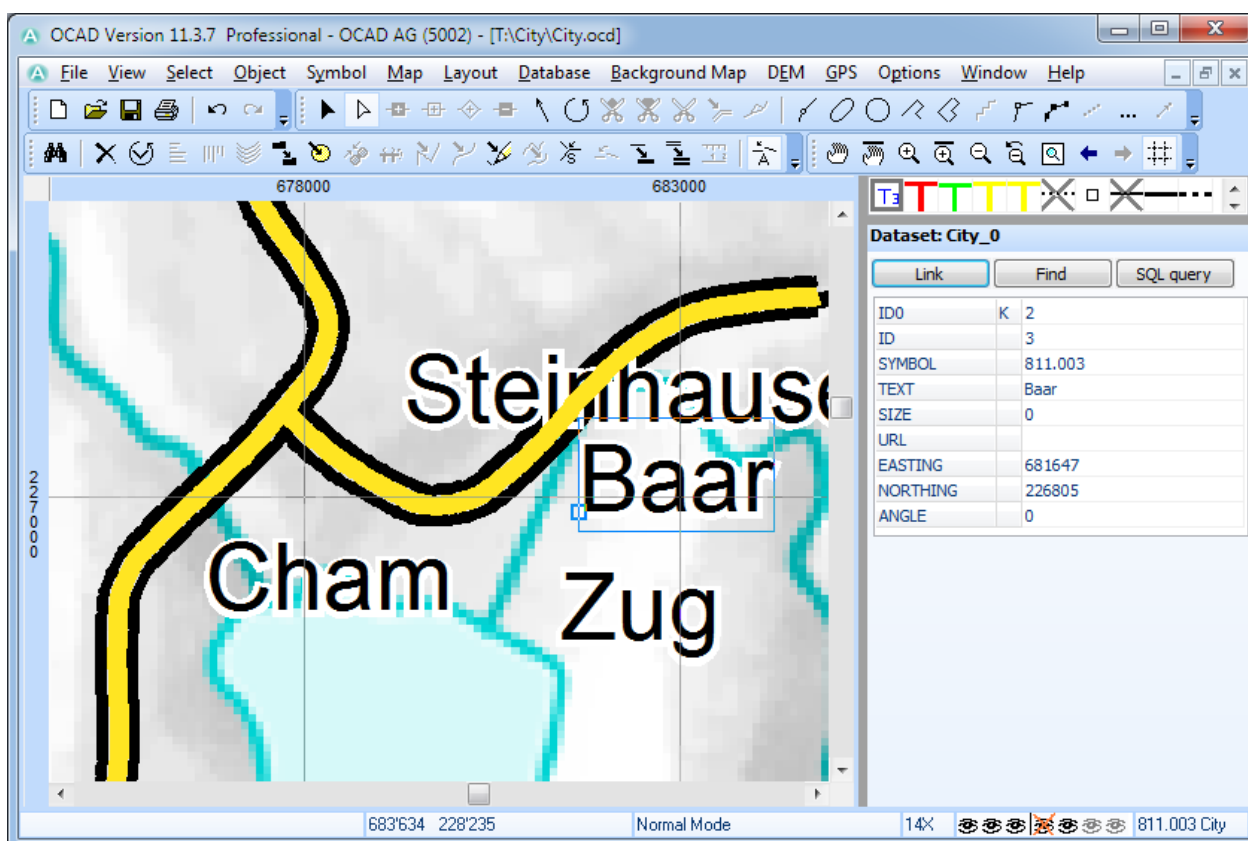 OCAD Version 11.3.7 Professional - OCAD AG (5002) - [T:\City\City.ocd]
File View Select Object Symbol Map Layout Database Background Map DEM GPS Options Window Help
678000 683000
Dataset: City_0
Link Find SQL query
ID0 K 2
ID 3
SYMBOL 811.003
TEXT Baar
SIZE 0
URL
EASTING 681647
NORTHING 226805
ANGLE 0
Steinhause
Baar
227000
Cham
Zug
683'634 228'235 Normal Mode 14X 811.003 City